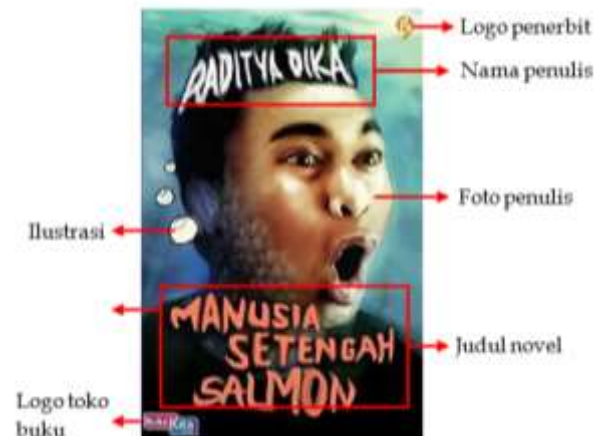 Logo penerbit
RADITYA DIKA
Nama penulis
Foto penulis
Ilustrasi
MANUSIA
SETENGAH
SALMON
Judul novel
Logo toko
buku